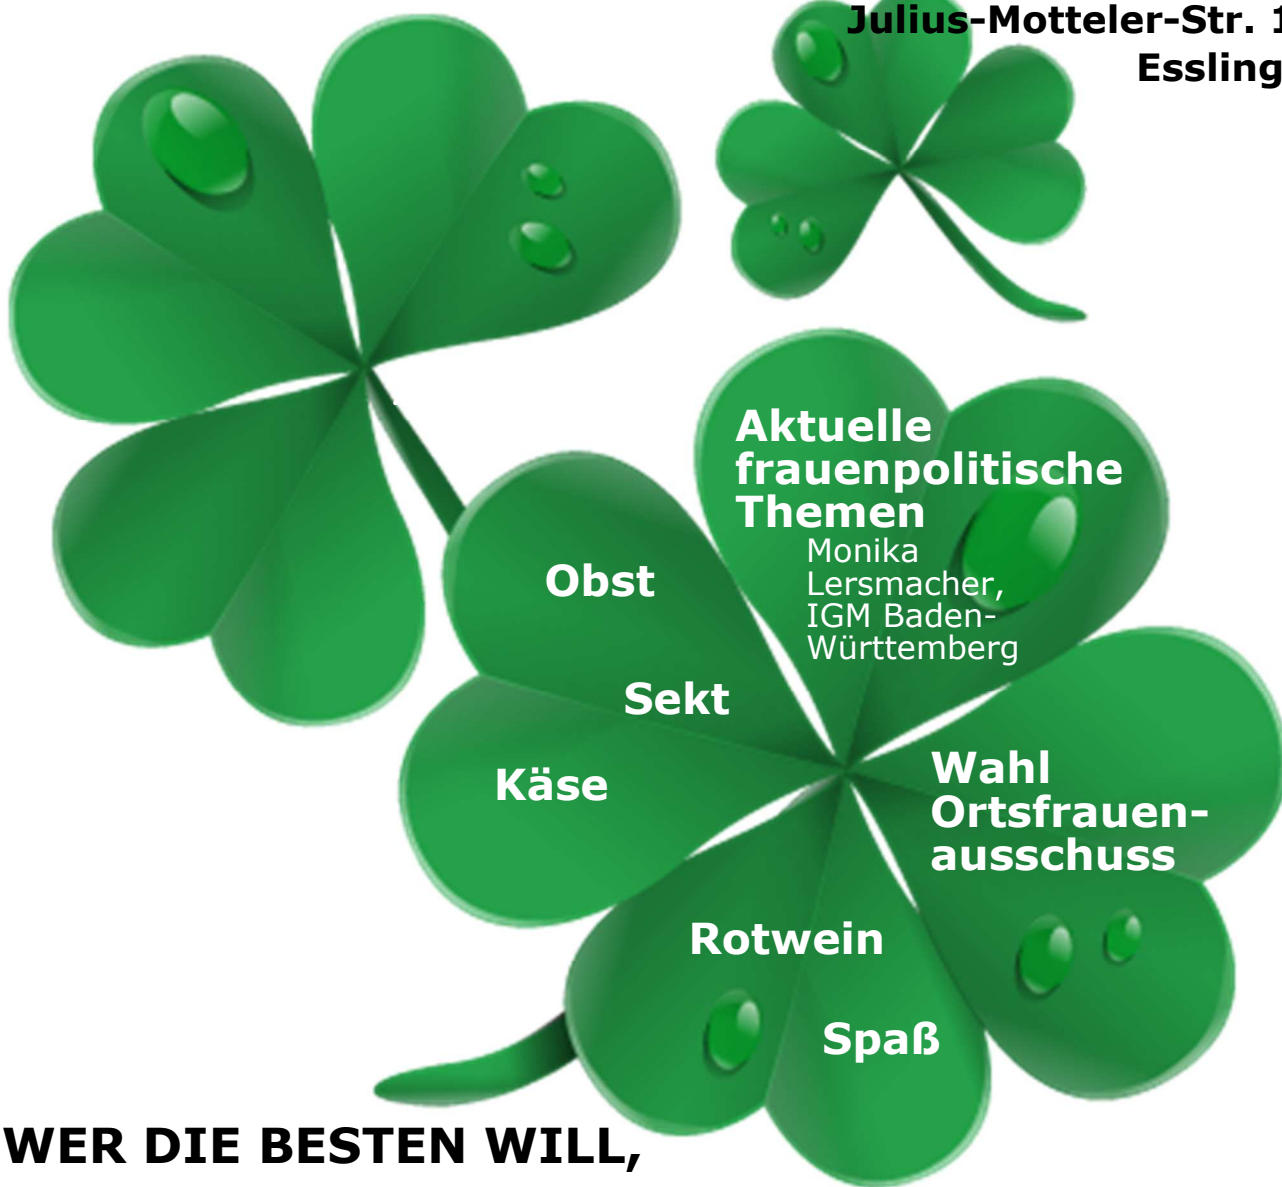 Julius-Motteler-Str. 1
Essling
Aktuelle
frauenpolitische
Themen
Monika
Lersmacher,
IGM Baden-
Württemberg
Obst
Sekt
Käse
Wahl
Ortsfrauen-
ausschuss
Rotwein
Spaß
WER DIE BESTEN WILL,